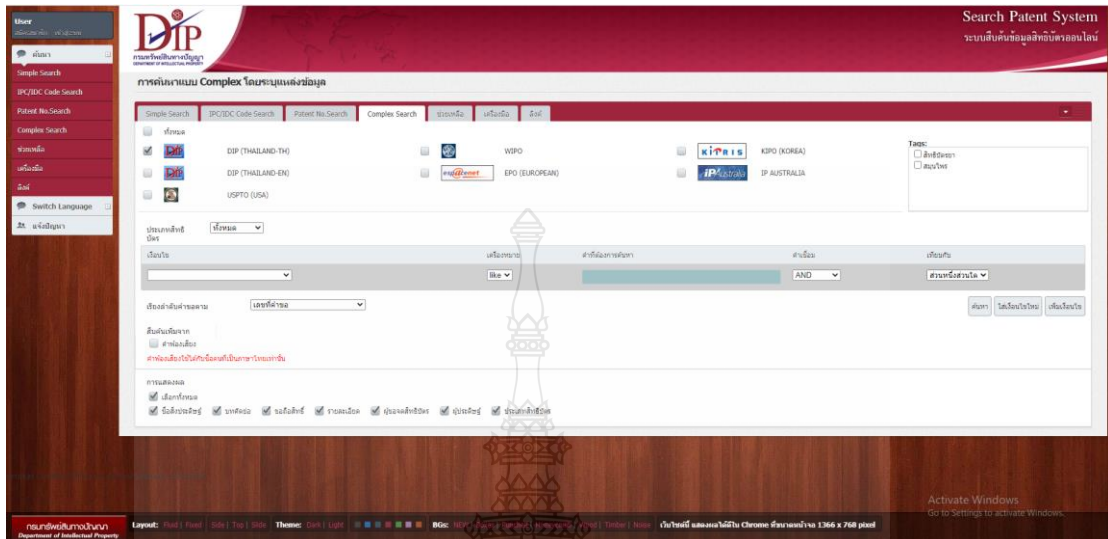 User
Search Patent System
ระบบสืบค้นข้อมูลสิทธิบัตรออนไลน์
DIP
กรมทรัพย์สินทางปัญญา
DEPARTMENT OF INTELLECTUAL PROPERTY
ค้นหา
Simple Search
IPC/IDC Code Search
Patent No.Search
Complex Search
ช่วยเหลือ
เครื่องมือ
ลิงค์
Switch Language
แจ้งปัญหา
การค้นหาแบบ Complex โดยระบุแหล่งข้อมูล
Simple Search IPC/IDC Code Search Patent No.Search Complex Search ช่วยเหลือ เครื่องมือ ลิงค์
ทั้งหมด
DIP DIP (THAILAND-TH) WIPO KIPRIS KIPO (KOREA)
DIP DIP (THAILAND-EN) espacenet EPO (EUROPEAN) IP Australia IP AUSTRALIA
USPTO (USA)
Tags:
สิทธิบัตรยา
สมุนไพร
ประเภทสิทธิ
บัตร
ทั้งหมด
เงื่อนไข เครื่องหมาย คำที่ต้องการค้นหา คำเชื่อม เทียบกับ
like AND ส่วนหนึ่งส่วนใด
เรียงลำดับคำขอตาม เลขที่คำขอ
ค้นหา ใส่เงื่อนไขใหม่ เพิ่มเงื่อนไข
สืบค้นเพิ่มจาก
คำพ้องเสียง
คำพ้องเสียงใช้ได้กับข้อคนที่เป็นภาษาไทยเท่านั้น
การแสดงผล
เลือกทั้งหมด
ชื่อสิ่งประดิษฐ์ บทคัดย่อ ขอถือสิทธิ์ รายละเอียด ผู้ขอจดสิทธิบัตร ผู้ประดิษฐ์ ประเภทสิทธิบัตร
Activate Windows
Go to Settings to activate Windows.
กรมทรัพย์สินทางปัญญา
Department of Intellectual Property
Layout: Fluid | Fixed Side | Top | Slide Theme: Dark | Light BGs: Timber | Noise เว็บไซต์นี้ แสดงผลได้ดีใน Chrome ที่ขนาดหน้าจอ 1366 x 768 pixel